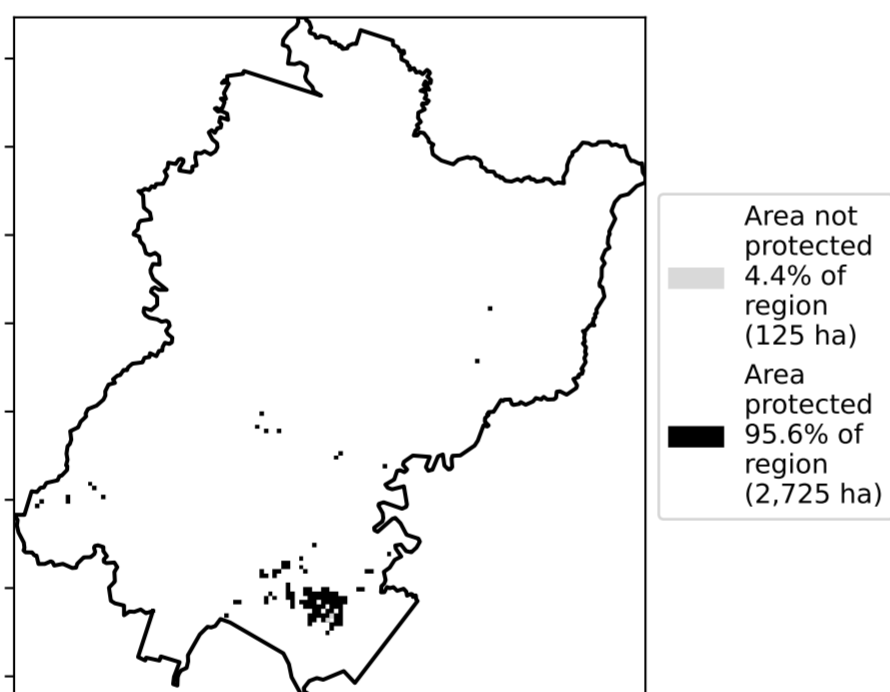 Area not
protected
4.4% of
region
(125 ha)
Area
protected
95.6% of
region
(2,725 ha)